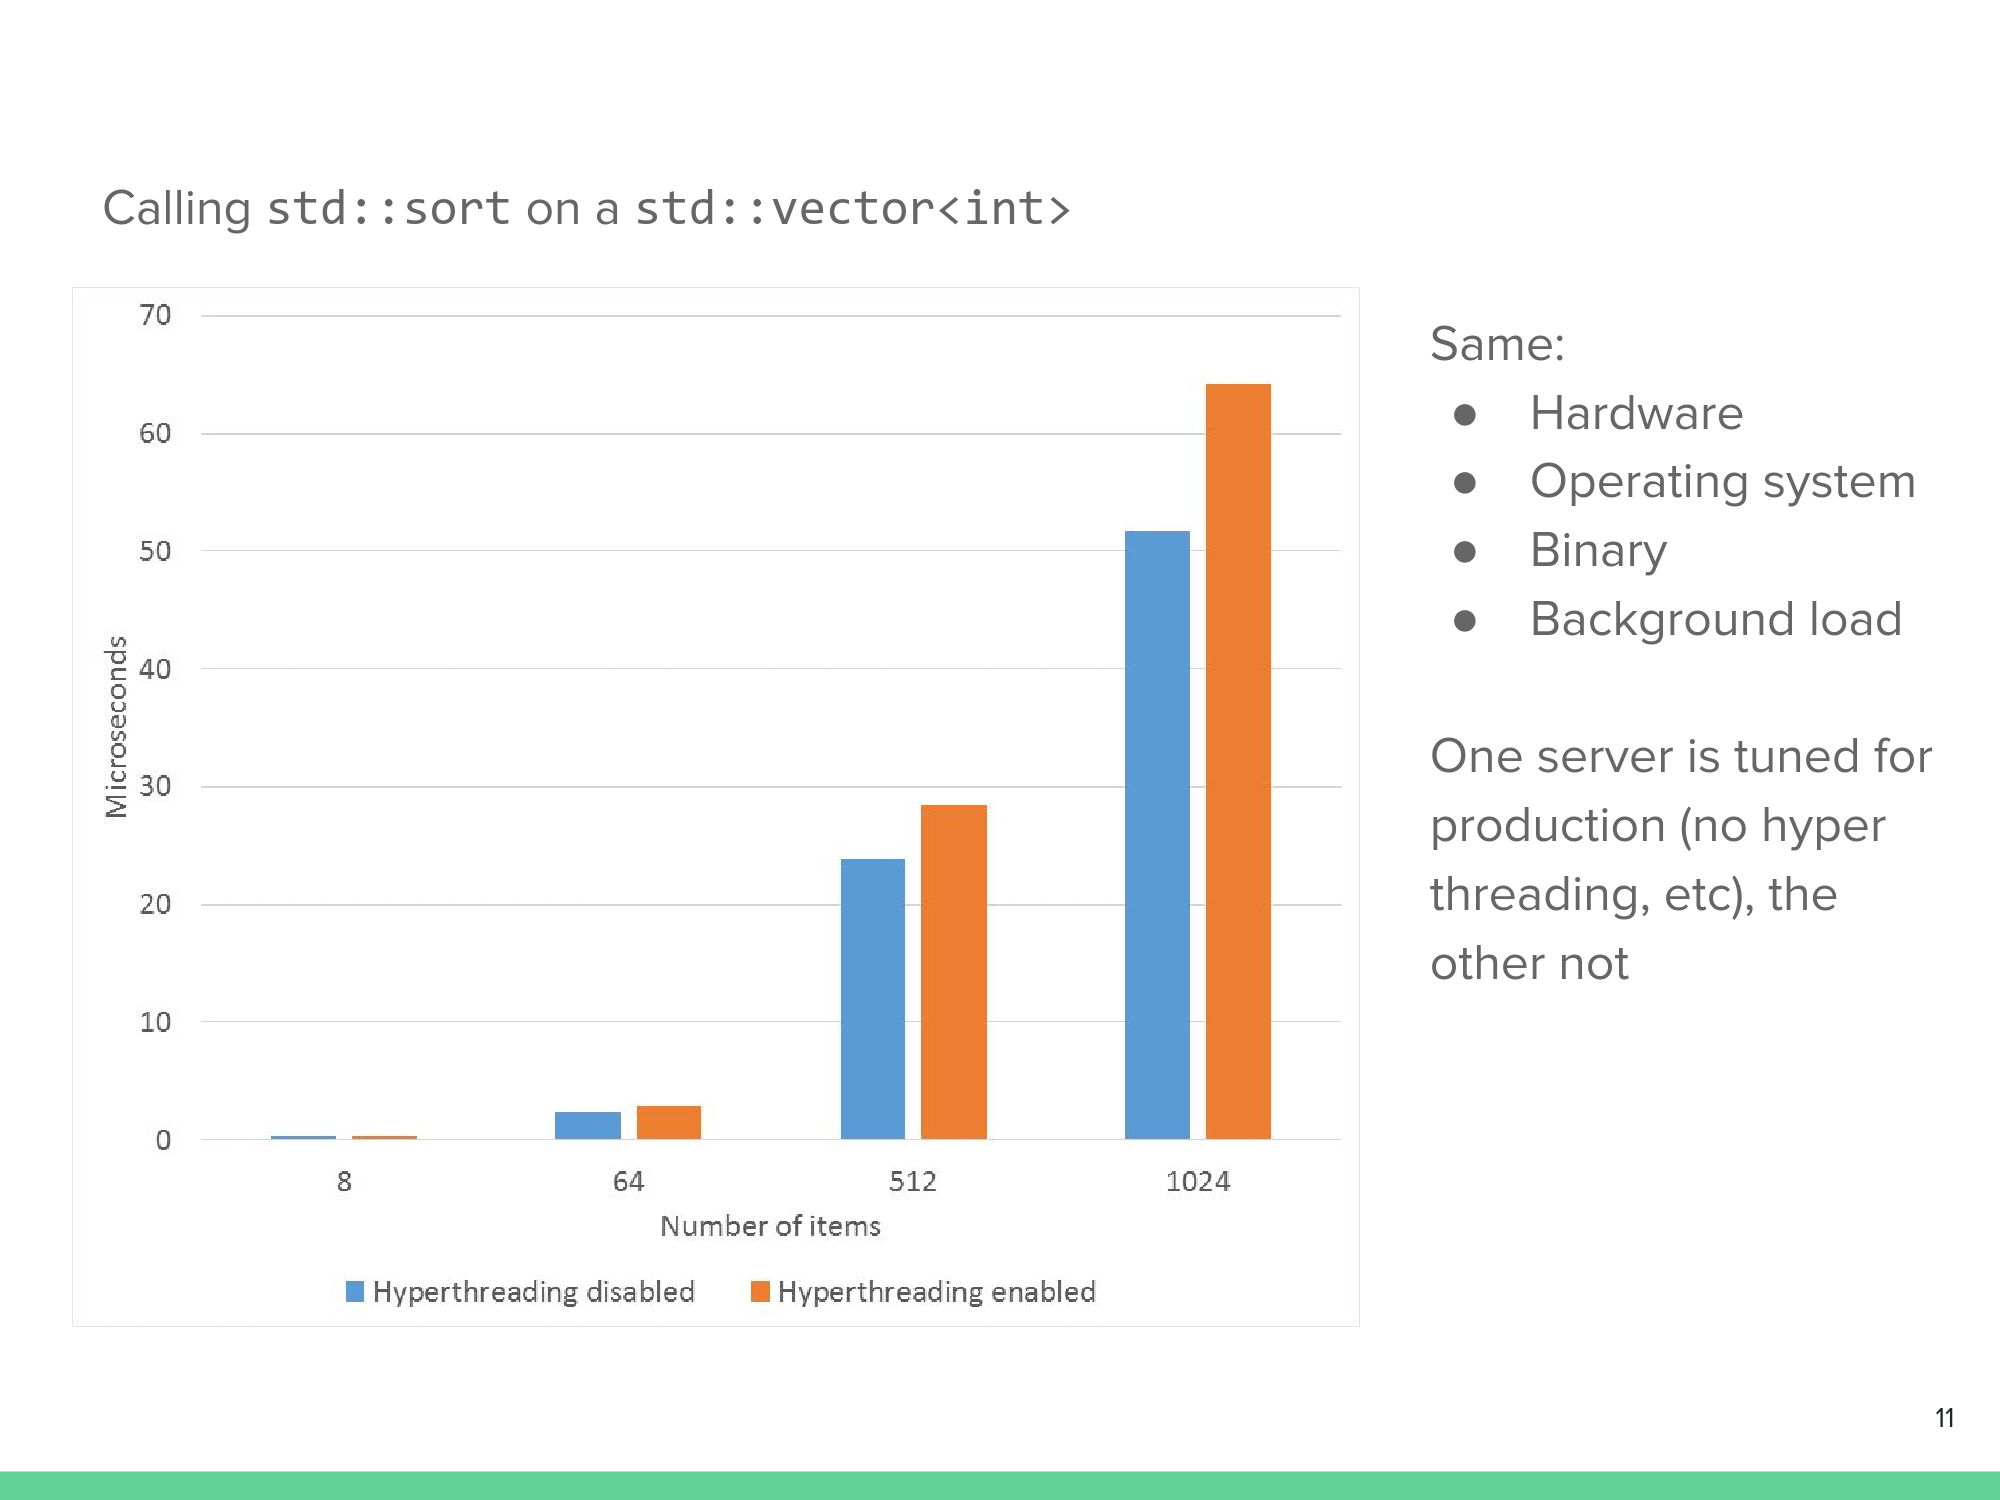 Calling std::sort on a std::vector<int>
70
60
50
40
30
20
10
0
Microseconds
8 64 512 1024
Number of items
Hyperthreading disabled Hyperthreading enabled
Same:
● Hardware
● Operating system
● Binary
● Background load
One server is tuned for
production (no hyper
threading, etc), the
other not
11